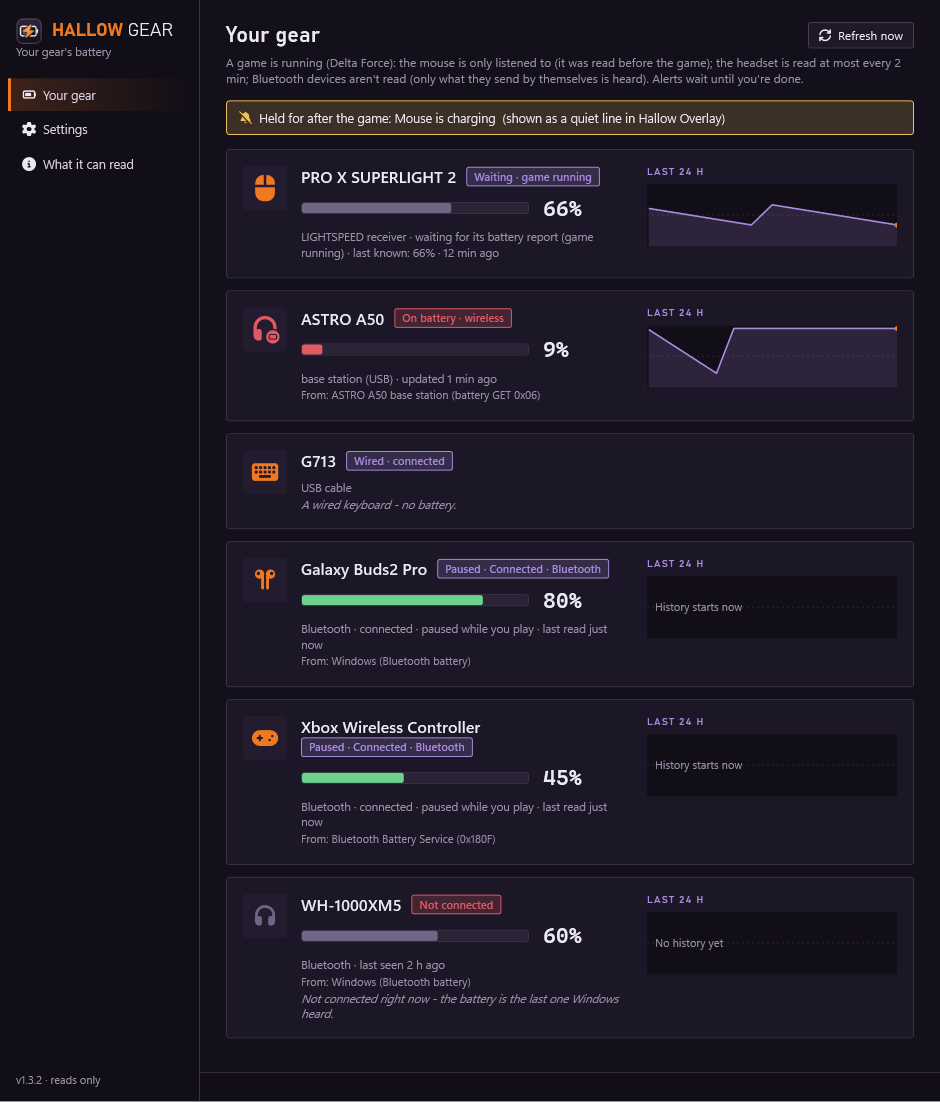 HALLOW GEAR
Your gear's battery
Your gear
Settings
What it can read
v1.3.2 · reads only
Your gear
Refresh now
A game is running (Delta Force): the mouse is only listened to (it was read before the game); the headset is read at most every 2
min; Bluetooth devices aren't read (only what they send by themselves is heard). Alerts wait until you're done.
Held for after the game: Mouse is charging (shown as a quiet line in Hallow Overlay)
PRO X SUPERLIGHT 2
Waiting · game running
66%
LIGHTSPEED receiver · waiting for its battery report (game
running) · last known: 66% · 12 min ago
LAST 24 H
ASTRO A50
On battery · wireless
9%
base station (USB) · updated 1 min ago
From: ASTRO A50 base station (battery GET 0x06)
LAST 24 H
G713
Wired · connected
USB cable
A wired keyboard - no battery.
Galaxy Buds2 Pro
Paused · Connected · Bluetooth
80%
Bluetooth · connected · paused while you play · last read just
now
From: Windows (Bluetooth battery)
LAST 24 H
History starts now
Xbox Wireless Controller
Paused · Connected · Bluetooth
45%
Bluetooth · connected · paused while you play · last read just
now
From: Bluetooth Battery Service (0x180F)
LAST 24 H
History starts now
WH-1000XM5
Not connected
60%
Bluetooth · last seen 2 h ago
From: Windows (Bluetooth battery)
Not connected right now - the battery is the last one Windows
heard.
LAST 24 H
No history yet